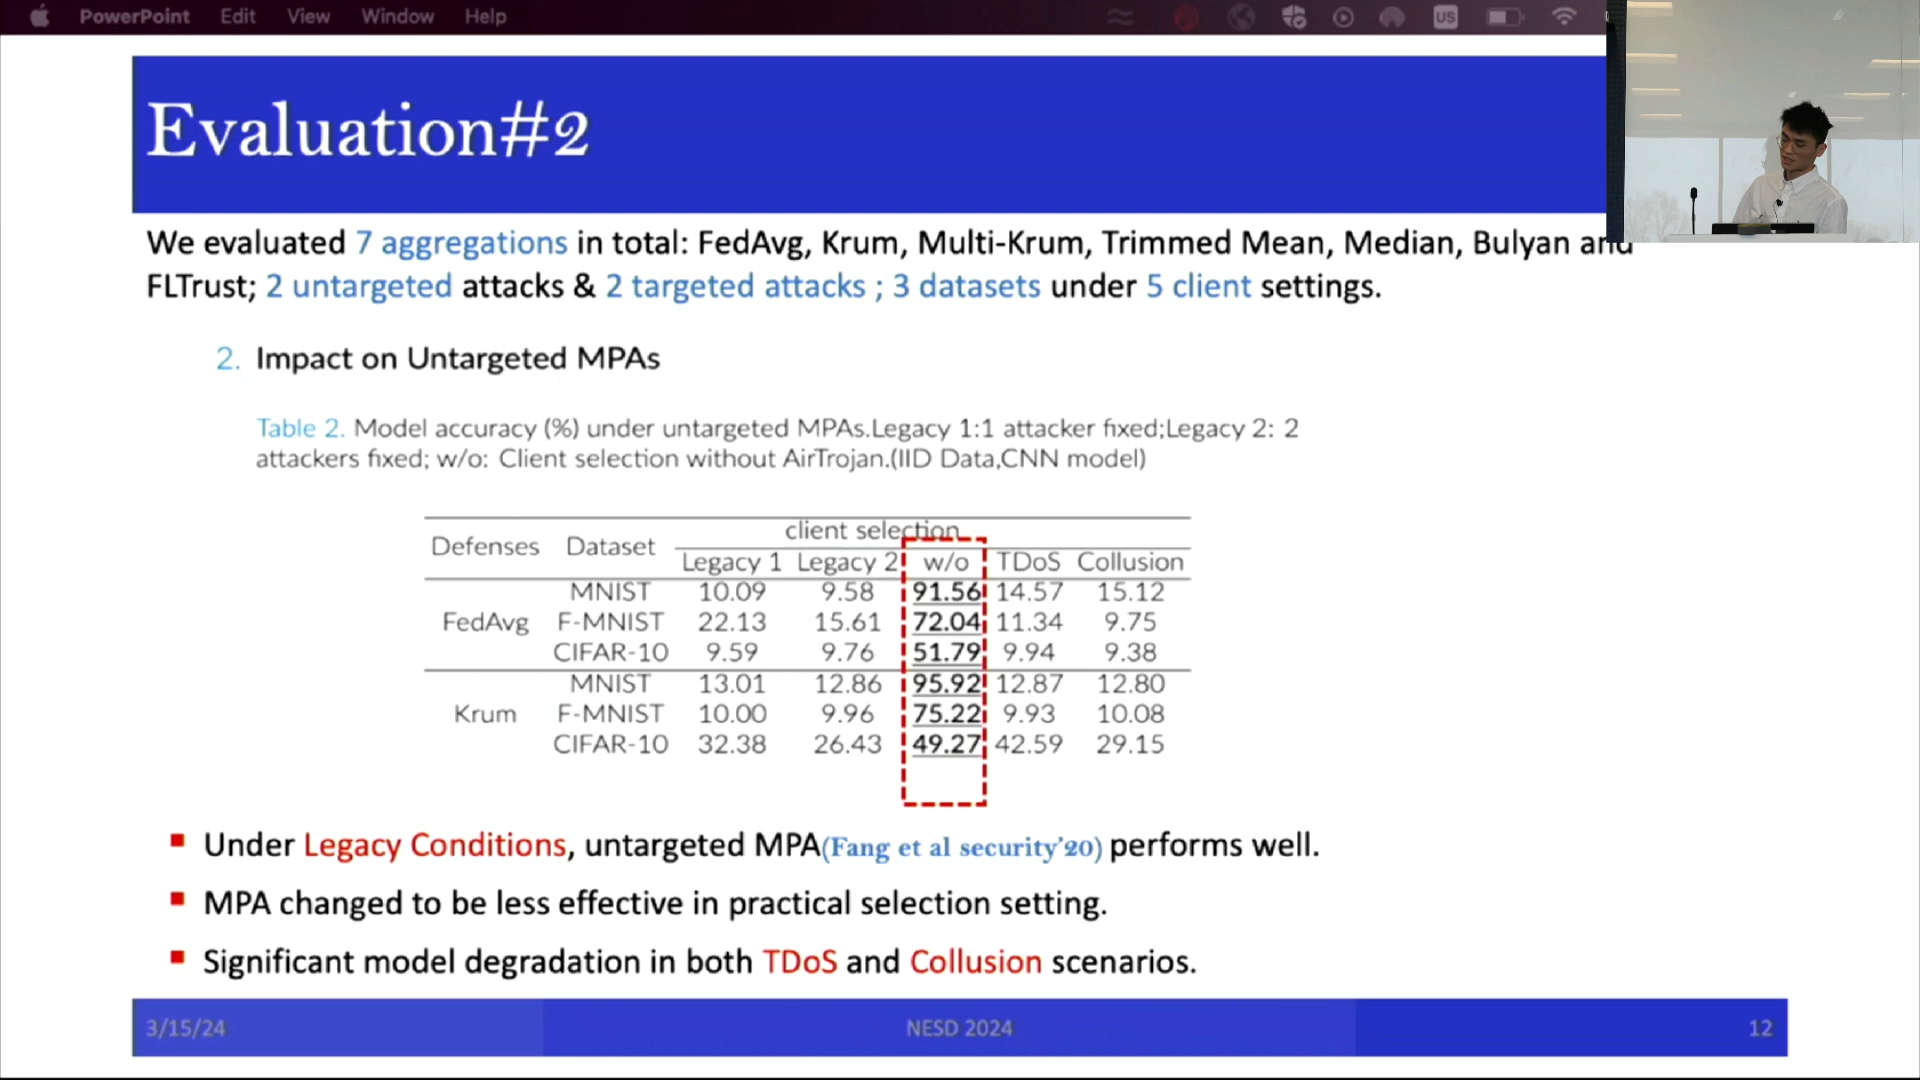 PowerPoint Edit View Window Help
US
Evaluation#2
We evaluated 7 aggregations in total: FedAvg, Krum, Multi-Krum, Trimmed Mean, Median, Bulyan and
FLTrust; 2 untargeted attacks & 2 targeted attacks ; 3 datasets under 5 client settings.
2. Impact on Untargeted MPAs
Table 2. Model accuracy (%) under untargeted MPAs.Legacy 1:1 attacker fixed;Legacy 2: 2
attackers fixed; w/o: Client selection without AirTrojan.(IID Data,CNN model)
client selection
Defenses Dataset
Legacy 1 Legacy 2 w/o TDoS Collusion
MNIST 10.09 9.58 91.56 14.57 15.12
FedAvg F-MNIST 22.13 15.61 72.04 11.34 9.75
CIFAR-10 9.59 9.76 51.79 9.94 9.38
MNIST 13.01 12.86 95.92 12.87 12.80
Krum F-MNIST 10.00 9.96 75.22 9.93 10.08
CIFAR-10 32.38 26.43 49.27 42.59 29.15
Under Legacy Conditions, untargeted MPA(Fang et al security'20) performs well.
MPA changed to be less effective in practical selection setting.
Significant model degradation in both TDoS and Collusion scenarios.
3/15/24 NESD 2024 12